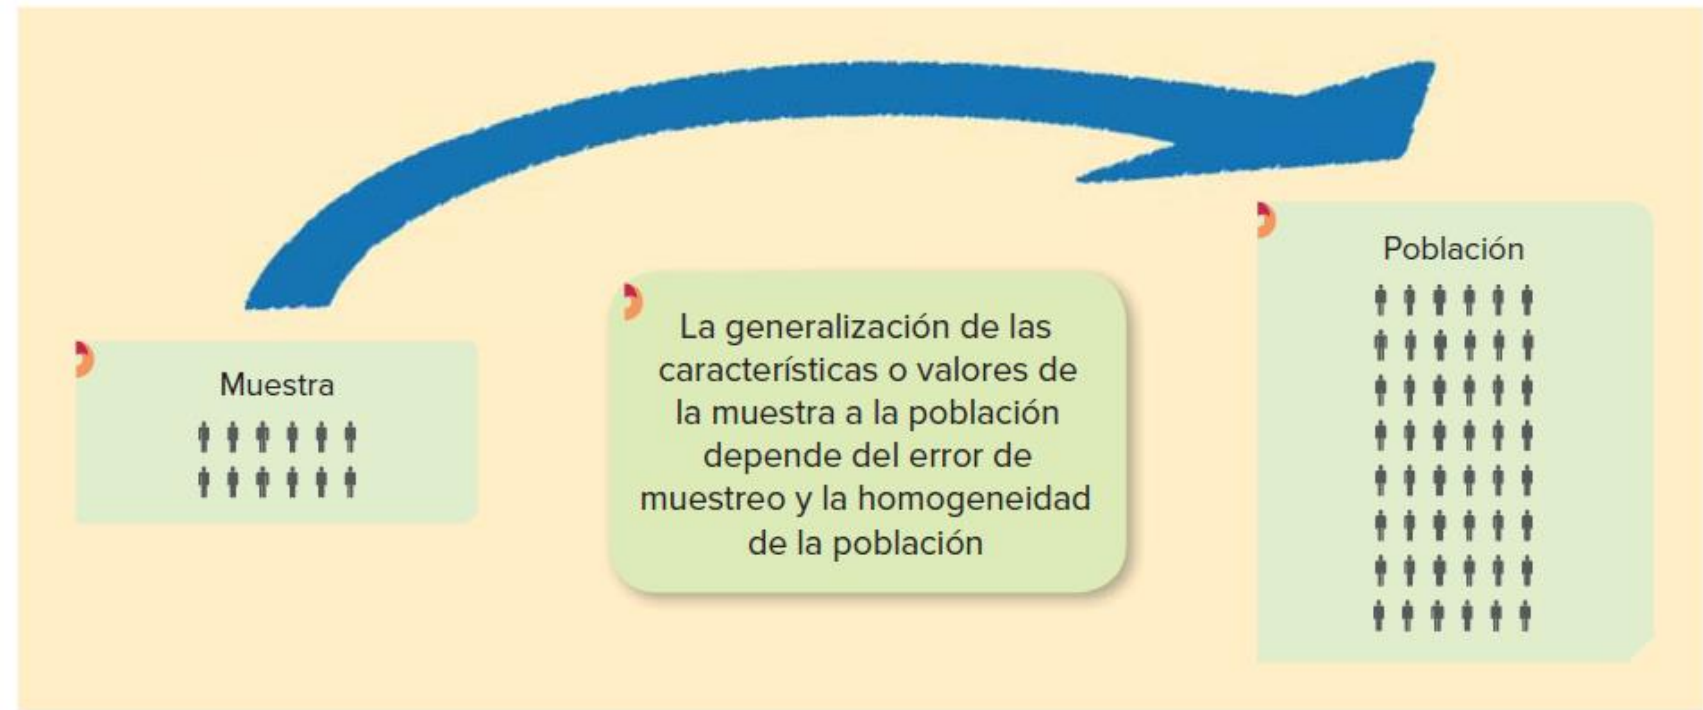 Muestra
La generalización de las
características o valores de
la muestra a la población
depende del error de
muestreo y la homogeneidad
de la población
Población